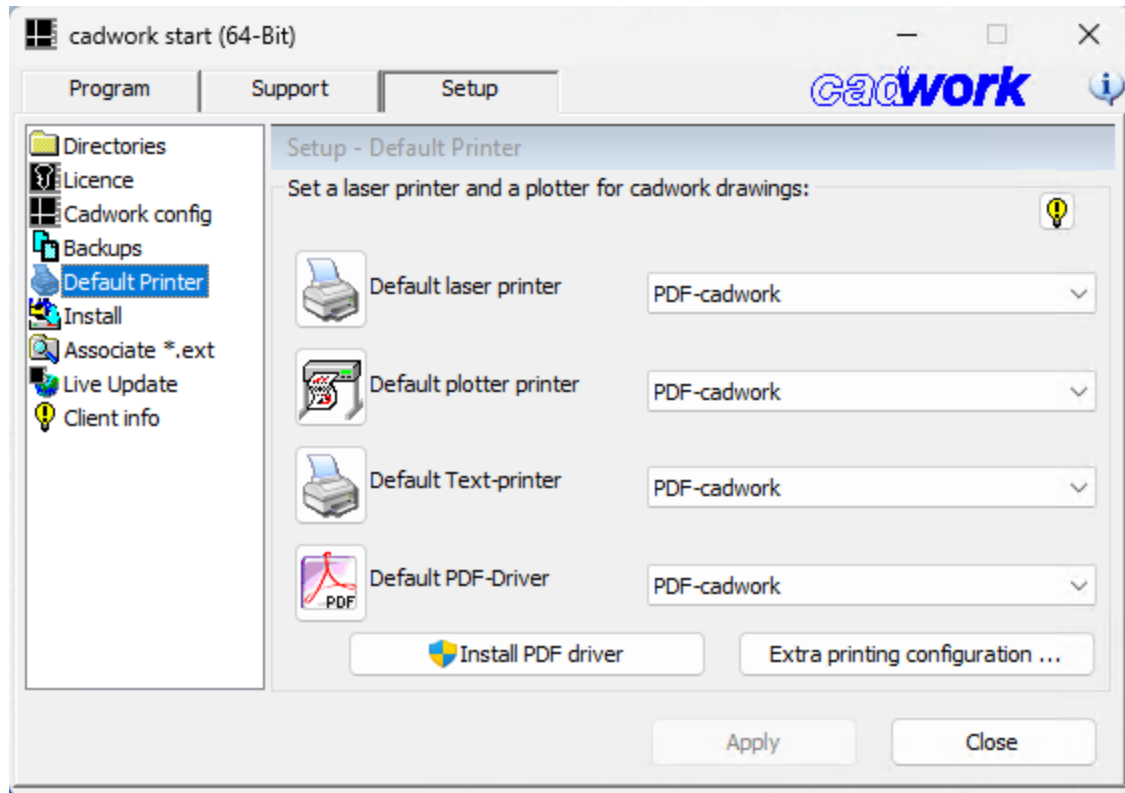 cadwork start (64-Bit)
Program
Support
Setup
cadwork
i
Directories
Licence
Cadwork config
Backups
Default Printer
Install
Associate *.ext
Live Update
Client info
Setup - Default Printer
Set a laser printer and a plotter for cadwork drawings:
Default laser printer
PDF-cadwork
Default plotter printer
PDF-cadwork
Default Text-printer
PDF-cadwork
PDF
Default PDF-Driver
PDF-cadwork
Install PDF driver
Extra printing configuration ...
Apply
Close